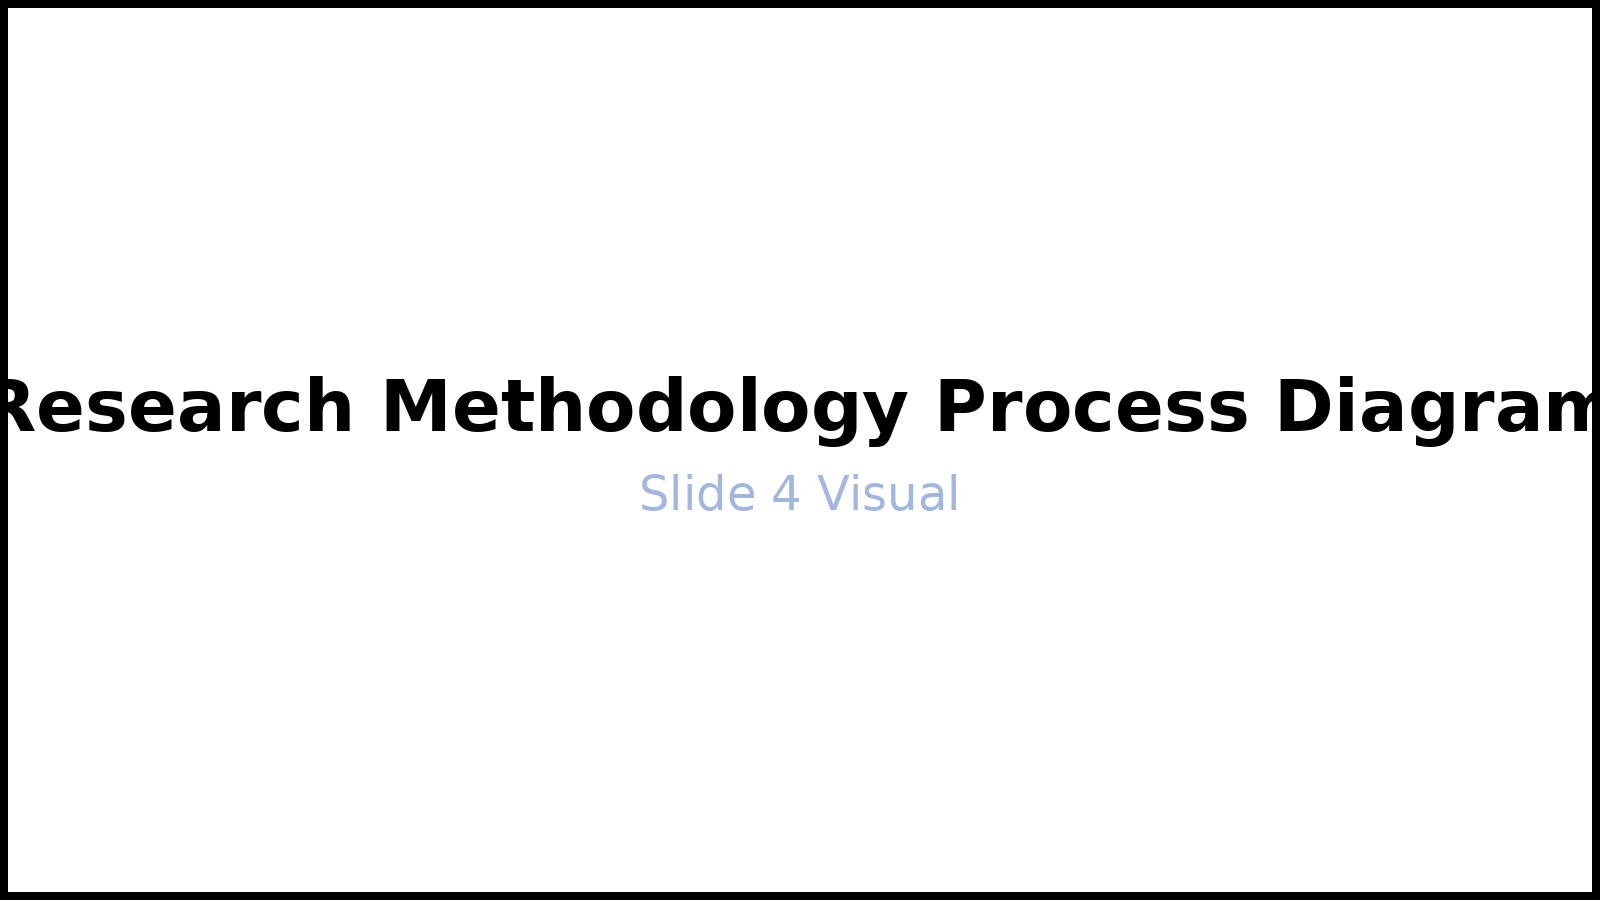 Research Methodology Process Diagram
Slide 4 Visual